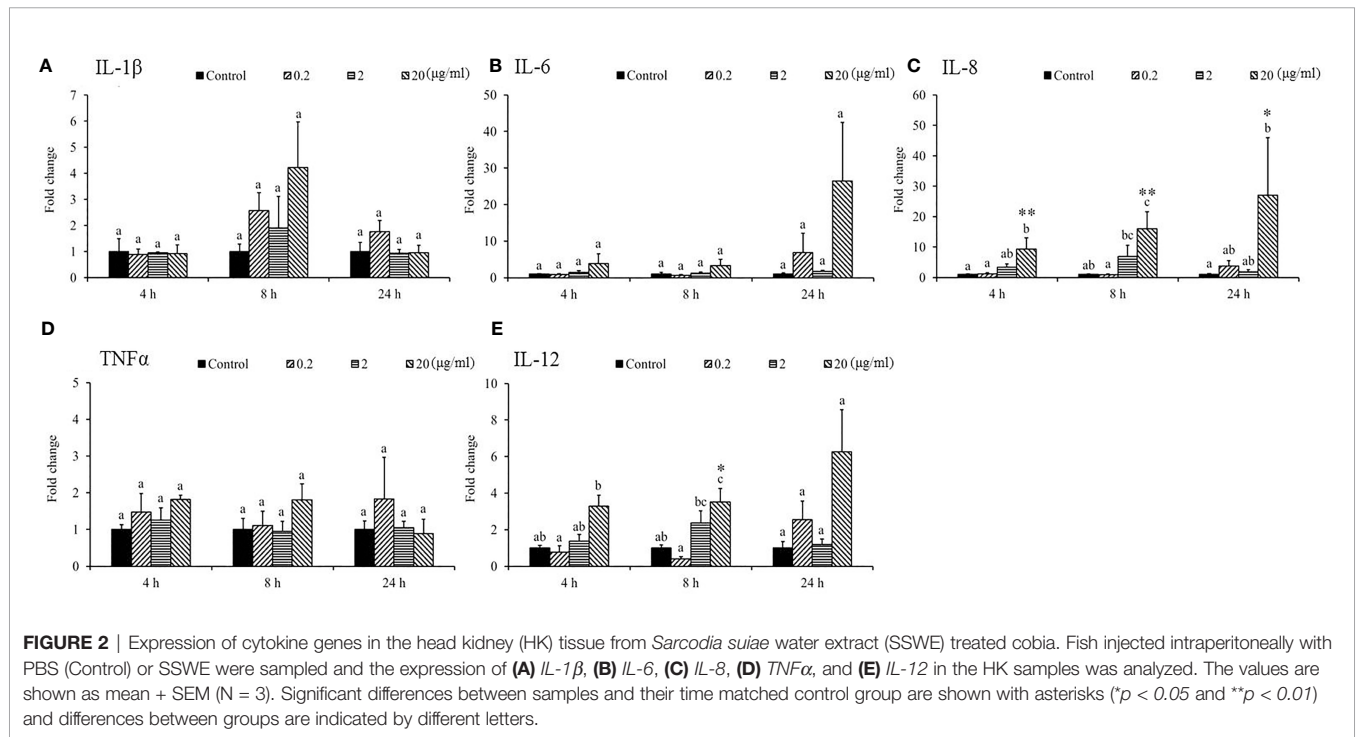 A IL-1β
Control 0.2 2 20 (µg/ml)
Fold change
7
6
5
4
3
2
1
0
a a a a
a a a a
a a a a
4 h 8 h 24 h
B IL-6
Control 0.2 2 20 (µg/ml)
Fold change
50
40
30
20
10
0
a a a a
a a a a
a a a a
4 h 8 h 24 h
C IL-8
Control 0.2 2 20 (µg/ml)
Fold change
60
50
40
30
20
10
0
** ** *
a a ab b
ab a bc c
a ab ab b
4 h 8 h 24 h
D TNFα
Control 0.2 2 20 (µg/ml)
Fold change
5
4
3
2
1
0
a a a a
a a a a
a a a a
4 h 8 h 24 h
E IL-12
Control 0.2 2 20 (µg/ml)
Fold change
10
8
6
4
2
0
*
ab a ab b
ab a bc c
a a a a
4 h 8 h 24 h
FIGURE 2 | Expression of cytokine genes in the head kidney (HK) tissue from Sarcodia suiae water extract (SSWE) treated cobia. Fish injected intraperitoneally with
PBS (Control) or SSWE were sampled and the expression of (A) IL-1β, (B) IL-6, (C) IL-8, (D) TNFα, and (E) IL-12 in the HK samples was analyzed. The values are
shown as mean + SEM (N = 3). Significant differences between samples and their time matched control group are shown with asterisks (*p < 0.05 and **p < 0.01)
and differences between groups are indicated by different letters.